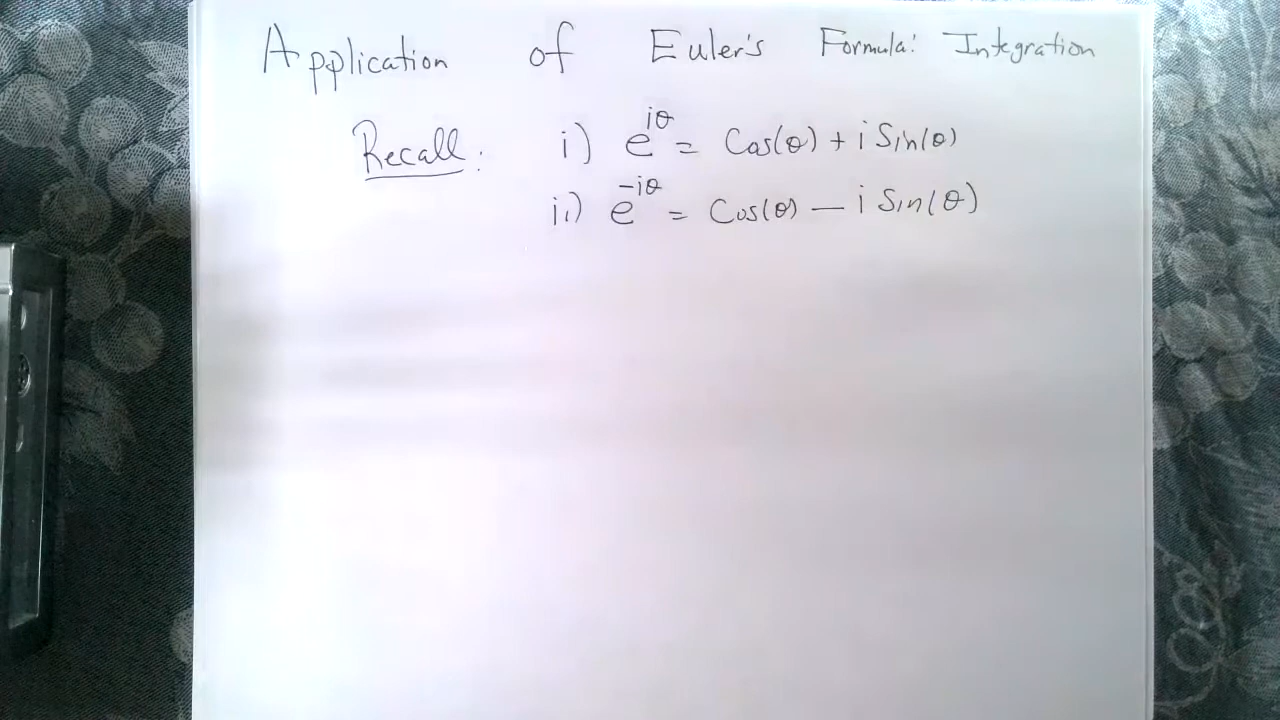 Application of Euler's Formula: Integration
Recall: i) e^{iθ} = Cos(θ) + i Sin(θ)
ii) e^{-iθ} = Cos(θ) — i Sin(θ)